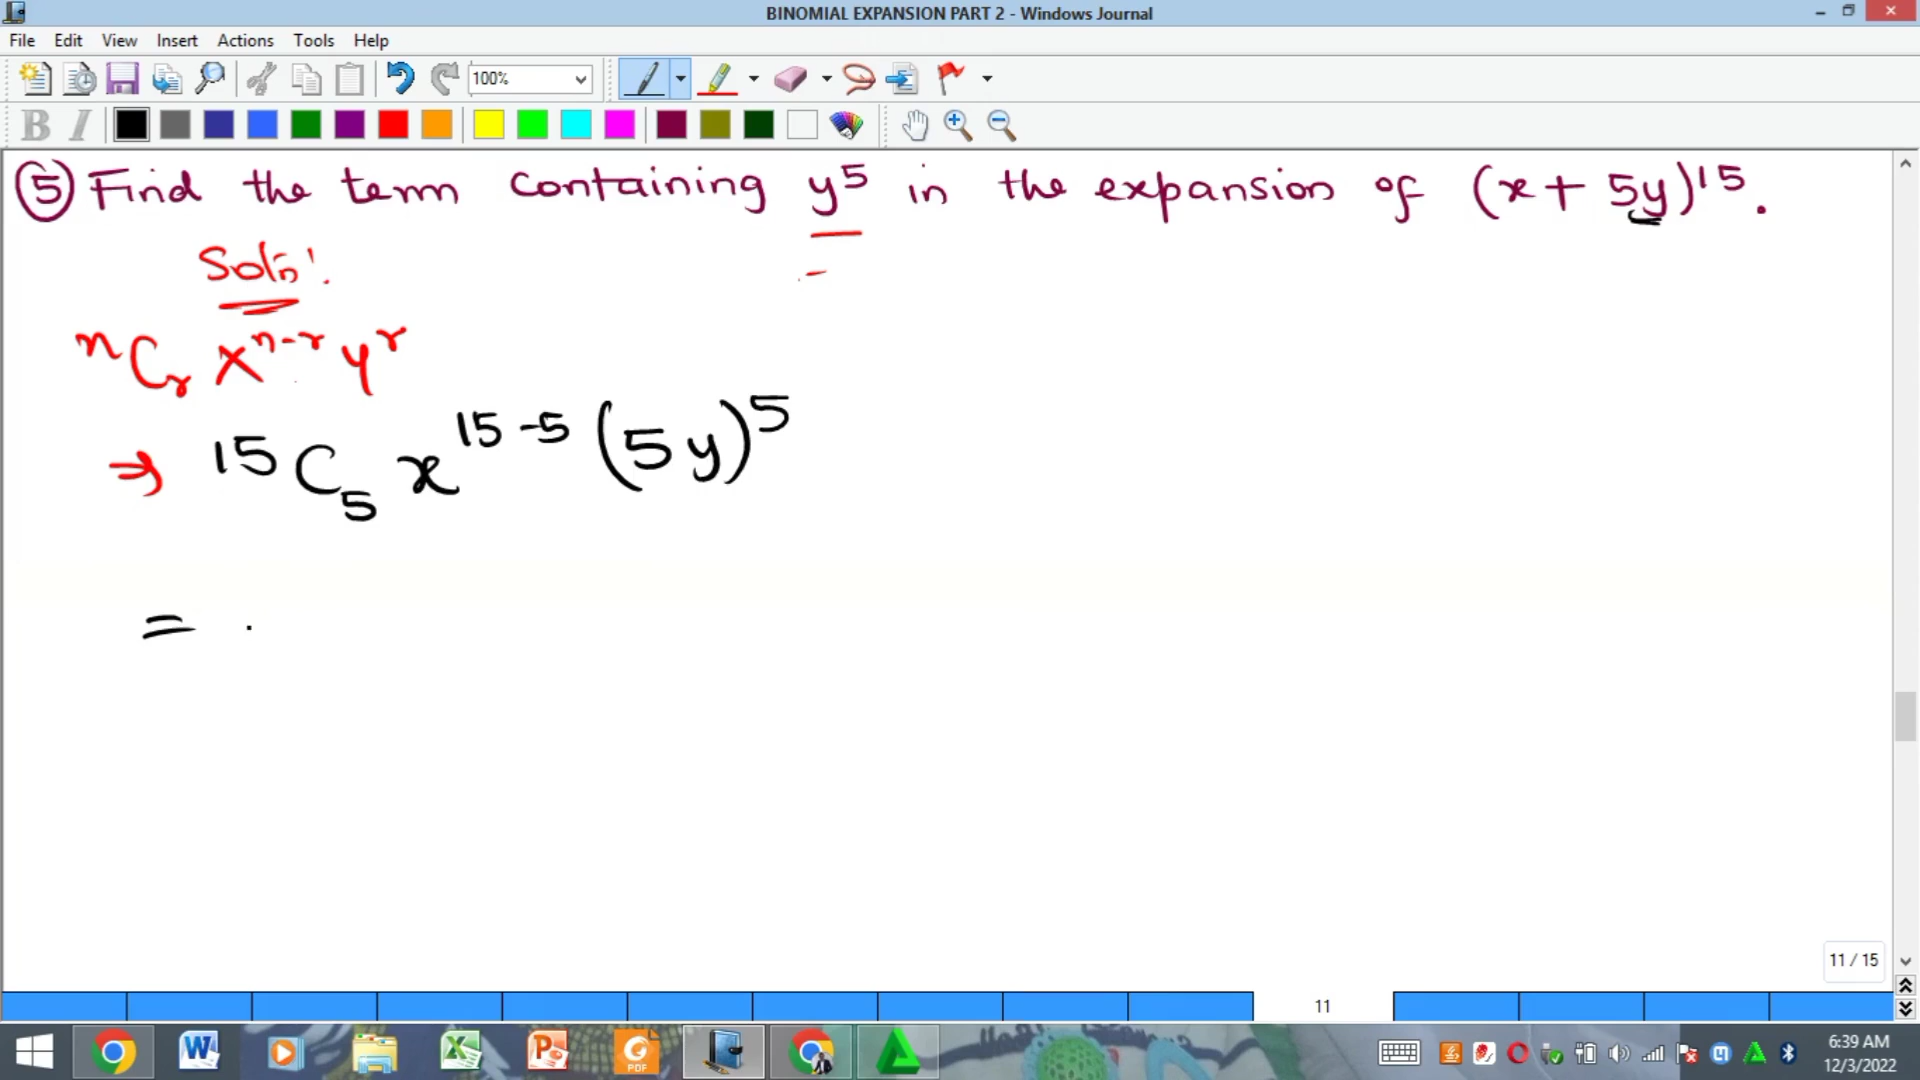 BINOMIAL EXPANSION PART 2 - Windows Journal
File Edit View Insert Actions Tools Help
100%
B I
⑤ Find the term containing y⁵ in the expansion of (x + 5y)¹⁵.
Soln:
ⁿCᵣ xⁿ⁻ʳ yʳ
⇒ ¹⁵C₅ x¹⁵⁻⁵ (5y)⁵
=
11 / 15
11
6:39 AM
12/3/2022